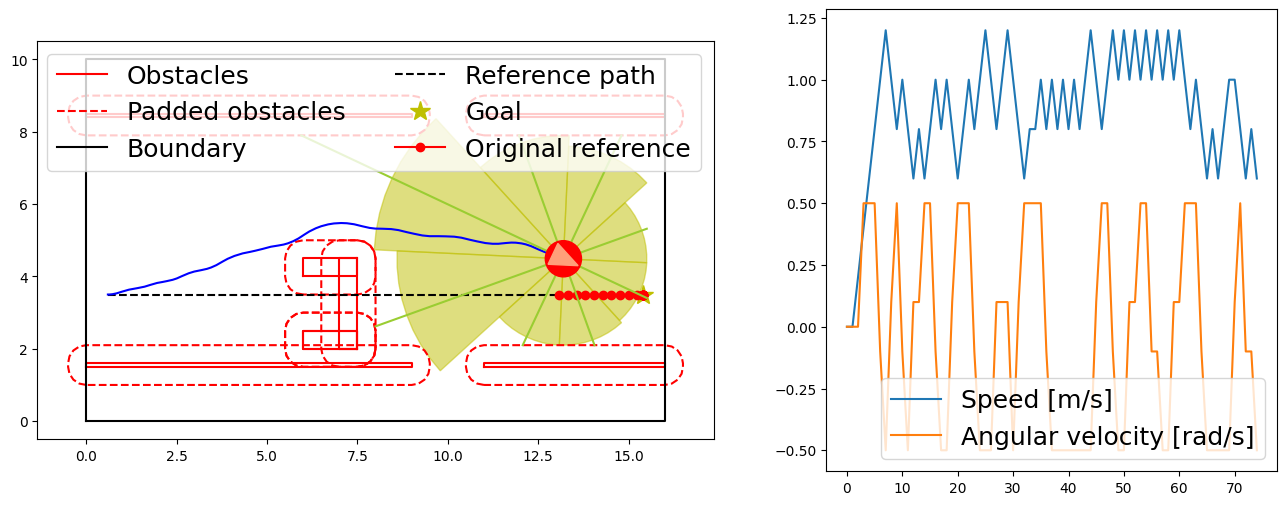 Obstacles
Padded obstacles
Boundary
Reference path
Goal
Original reference
10
8
6
4
2
0
0.0 2.5 5.0 7.5 10.0 12.5 15.0
1.25
1.00
0.75
0.50
0.25
0.00
−0.25
−0.50
Speed [m/s]
Angular velocity [rad/s]
0 10 20 30 40 50 60 70